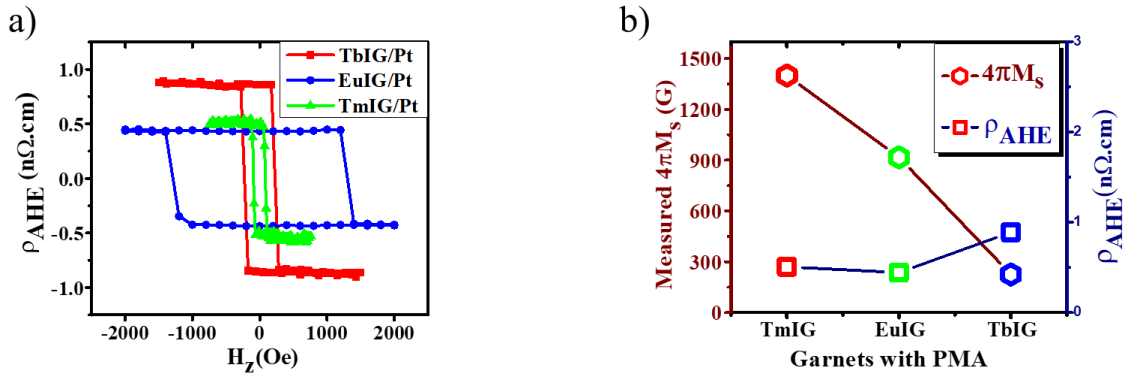 a)
ρAHE (nΩ.cm)
1.0
0.5
0.0
-0.5
-1.0
-2000 -1000 0 1000 2000
Hz(Oe)
TbIG/Pt
EuIG/Pt
TmIG/Pt
b)
Measured 4πMs (G)
1500
1200
900
600
300
0
TmIG EuIG TbIG
Garnets with PMA
4πMs
ρAHE
3
2
1
0
ρAHE(nΩ.cm)